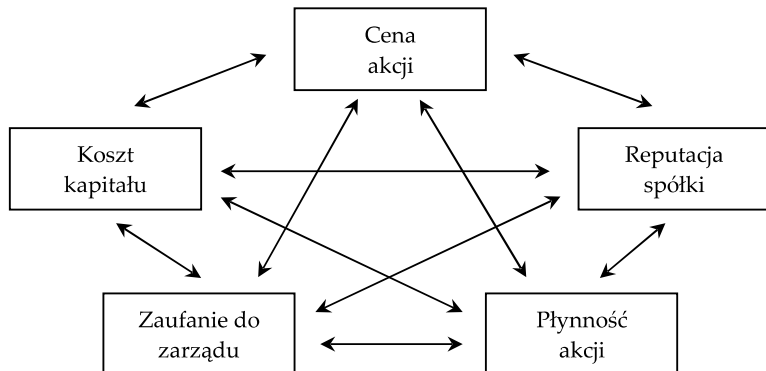 Cena
akcji
Koszt
kapitału
Reputacja
spółki
Zaufanie do
zarządu
Płynność
akcji